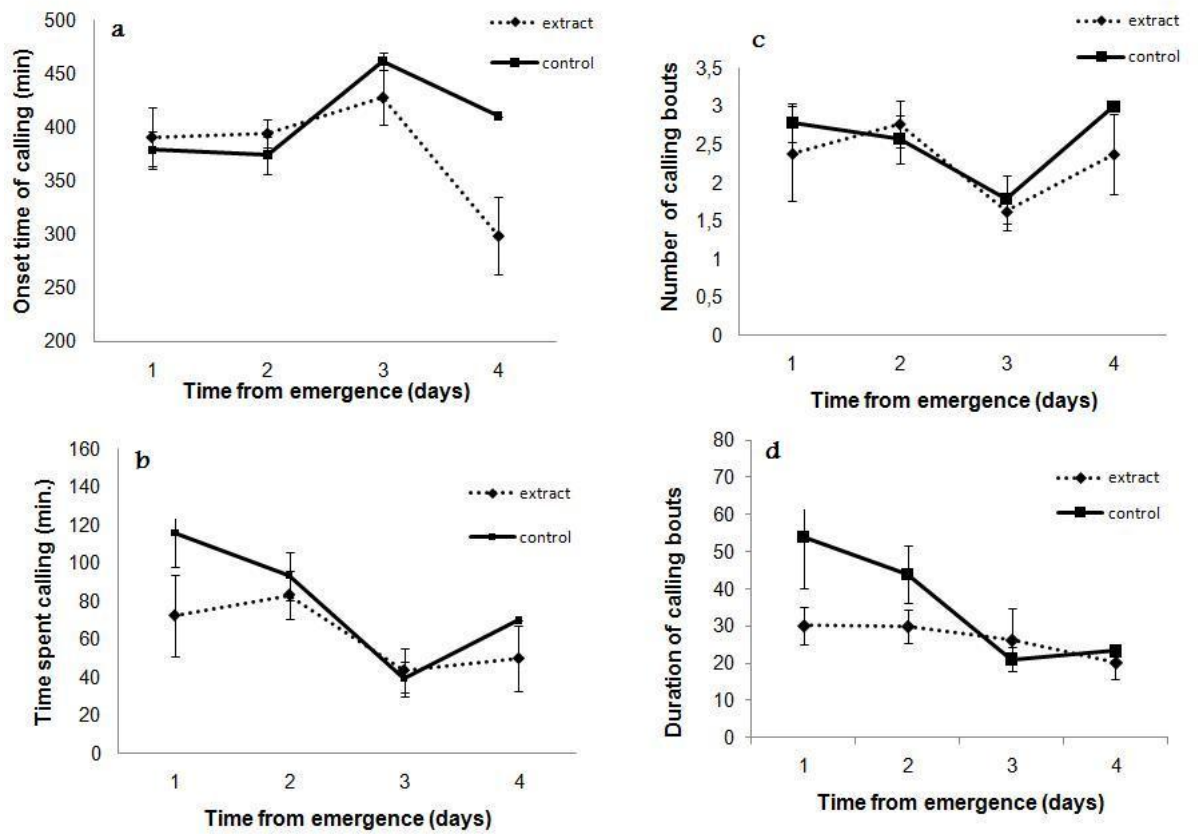 a
Onset time of calling (min)
500
450
400
350
300
250
200
1 2 3 4
Time from emergence (days)
extract
control
c
Number of calling bouts
3,5
3
2,5
2
1,5
1
0,5
0
1 2 3 4
Time from emergence (days)
extract
control
b
Time spent calling (min.)
160
140
120
100
80
60
40
20
0
1 2 3 4
Time from emergence (days)
extract
control
d
Duration of calling bouts
80
70
60
50
40
30
20
10
0
1 2 3 4
Time from emergence (days)
extract
control